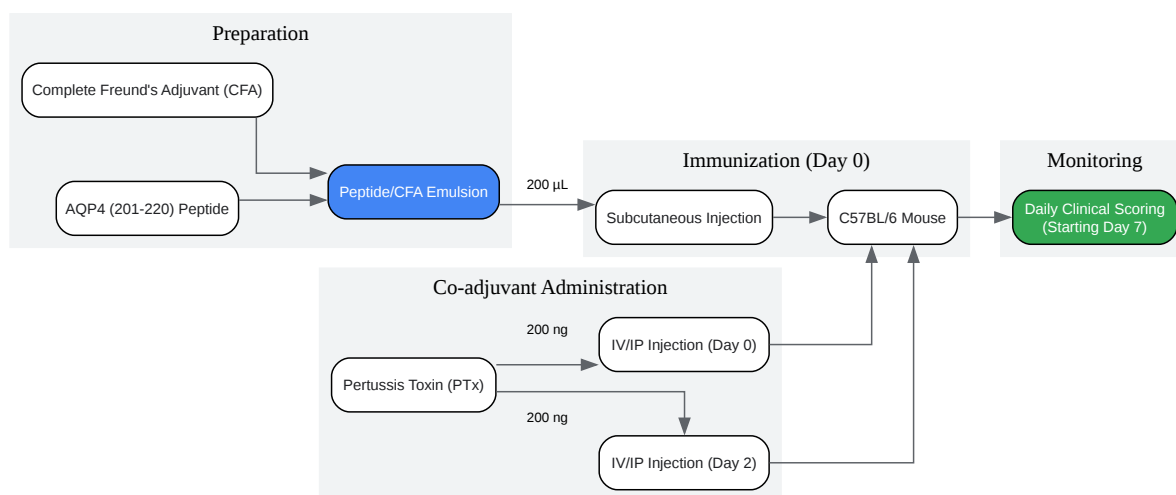 Preparation
Complete Freund's Adjuvant (CFA)
AQP4 (201-220) Peptide
Peptide/CFA Emulsion
200 µL
Immunization (Day 0)
Subcutaneous Injection
C57BL/6 Mouse
Monitoring
Daily Clinical Scoring
(Starting Day 7)
Co-adjuvant Administration
Pertussis Toxin (PTx)
200 ng
IV/IP Injection (Day 0)
200 ng
IV/IP Injection (Day 2)